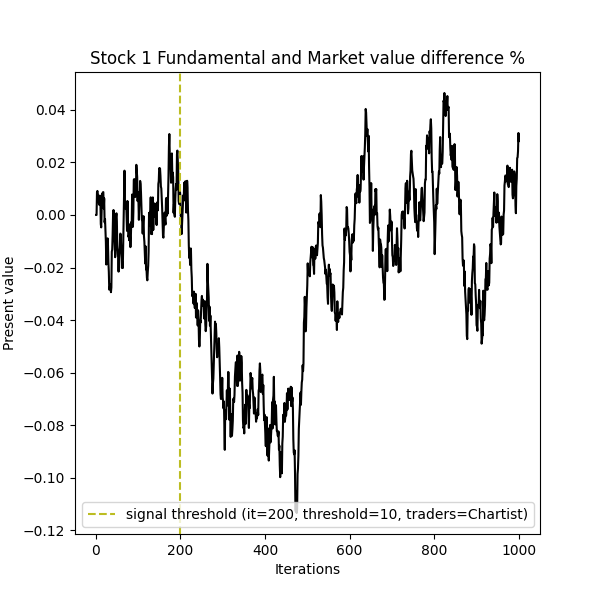 Stock 1 Fundamental and Market value difference %
Present value
0.04
0.02
0.00
−0.02
−0.04
−0.06
−0.08
−0.10
−0.12
signal threshold (it=200, threshold=10, traders=Chartist)
0 200 400 600 800 1000
Iterations